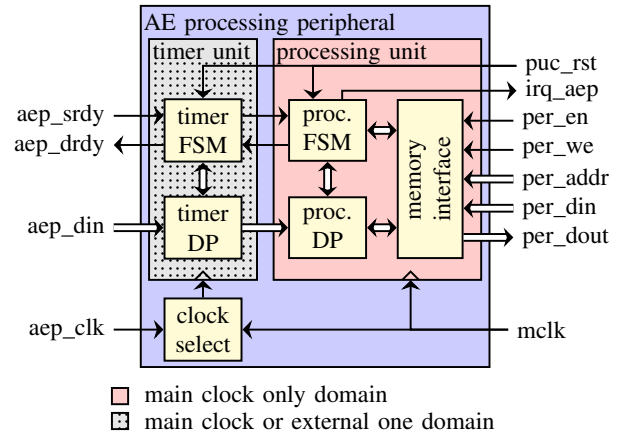 AE processing peripheral
timer unit
processing unit
puc_rst
irq_aep
aep_srdy
aep_drdy
timer
FSM
proc.
FSM
memory
interface
per_en
per_we
per_addr
per_din
per_dout
aep_din
timer
DP
proc.
DP
aep_clk
clock
select
mclk
main clock only domain
main clock or external one domain